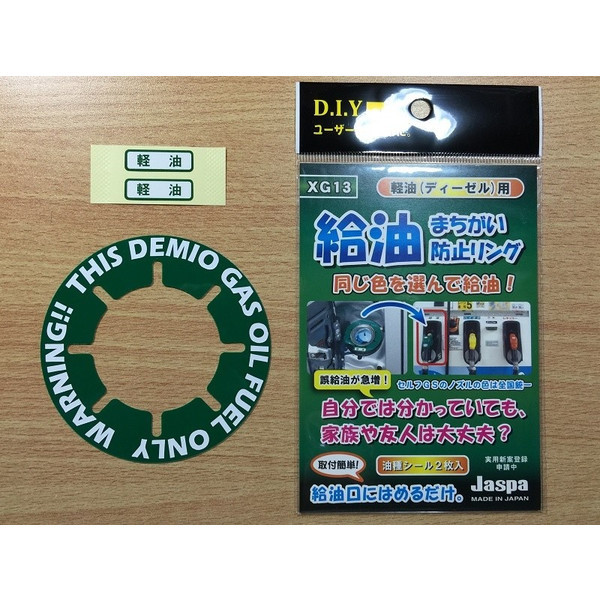 軽油
軽油
WARNING!! THIS DEMIO GAS OIL FUEL ONLY
D.I.Y
ユーザー
XG13
軽油(ディーゼル)用
給油まちがい
防止リング
同じ色を選んで給油！
DEMIO
誤給油が急増！
セルフGSのノズルの色は全国統一
自分では分かっていても、
家族や友人は大丈夫？
取付簡単！
油種シール2枚入
実用新案登録
申請中
給油口にはめるだけ。
Jaspa
MADE IN JAPAN